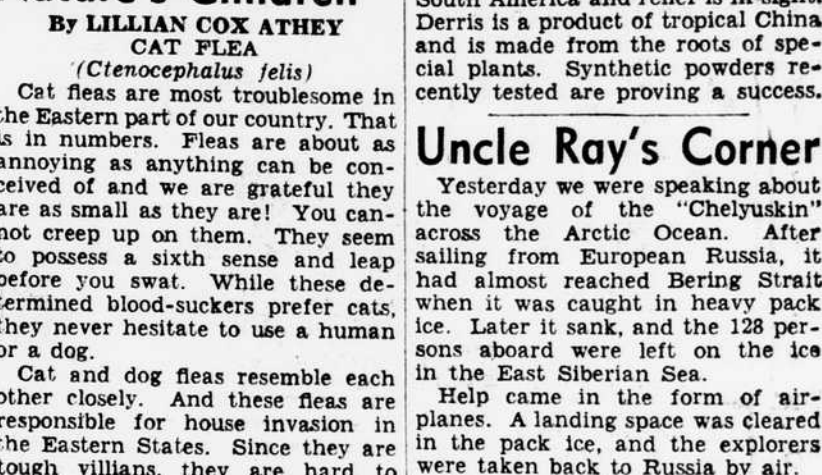 By LILLIAN COX ATHEY
CAT FLEA
(Ctenocephalus felis)
Cat fleas are most troublesome in
the Eastern part of our country. That
is in numbers. Fleas are about as
annoying as anything can be con-
ceived of and we are grateful they
are as small as they are! You can-
not creep up on them. They seem
to possess a sixth sense and leap
before you swat. While these de-
termined blood-suckers prefer cats,
they never hesitate to use a human
or a dog.
Cat and dog fleas resemble each
other closely. And these fleas are
responsible for house invasion in
the Eastern States. Since they are
tough villians, they are hard to
South America and relief is in sight.
Derris is a product of tropical China
and is made from the roots of spe-
cial plants. Synthetic powders re-
cently tested are proving a success.
Uncle Ray's Corner
Yesterday we were speaking about
the voyage of the "Chelyuskin"
across the Arctic Ocean. After
sailing from European Russia, it
had almost reached Bering Strait
when it was caught in heavy pack
ice. Later it sank, and the 128 per-
sons aboard were left on the ice
in the East Siberian Sea.
Help came in the form of air-
planes. A landing space was cleared
in the pack ice, and the explorers
were taken back to Russia by air.